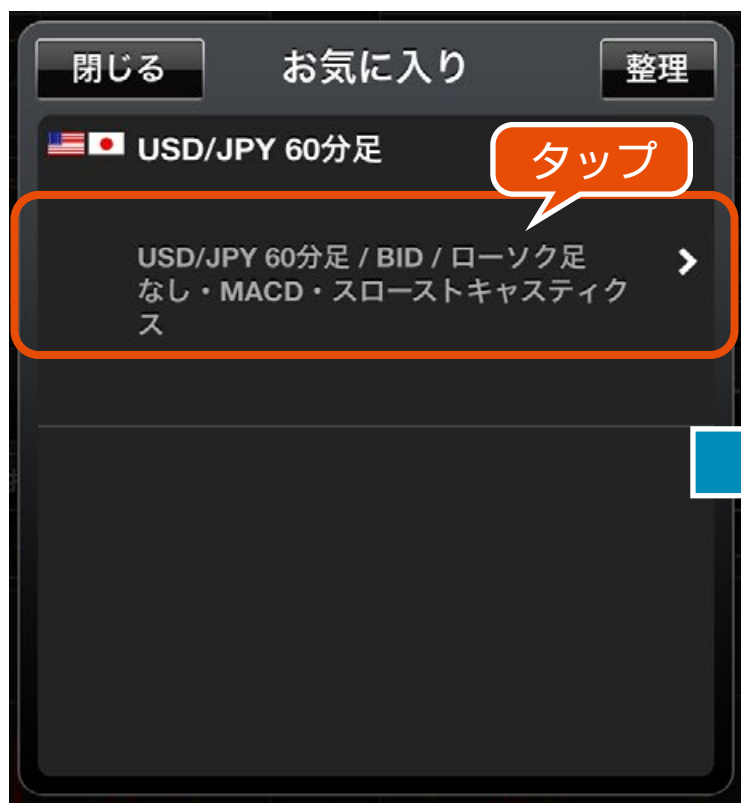 閉じる お気に入り 整理
USD/JPY 60分足
タップ
USD/JPY 60分足 / BID / ローソク足
なし・MACD・スローストキャスティク
ス